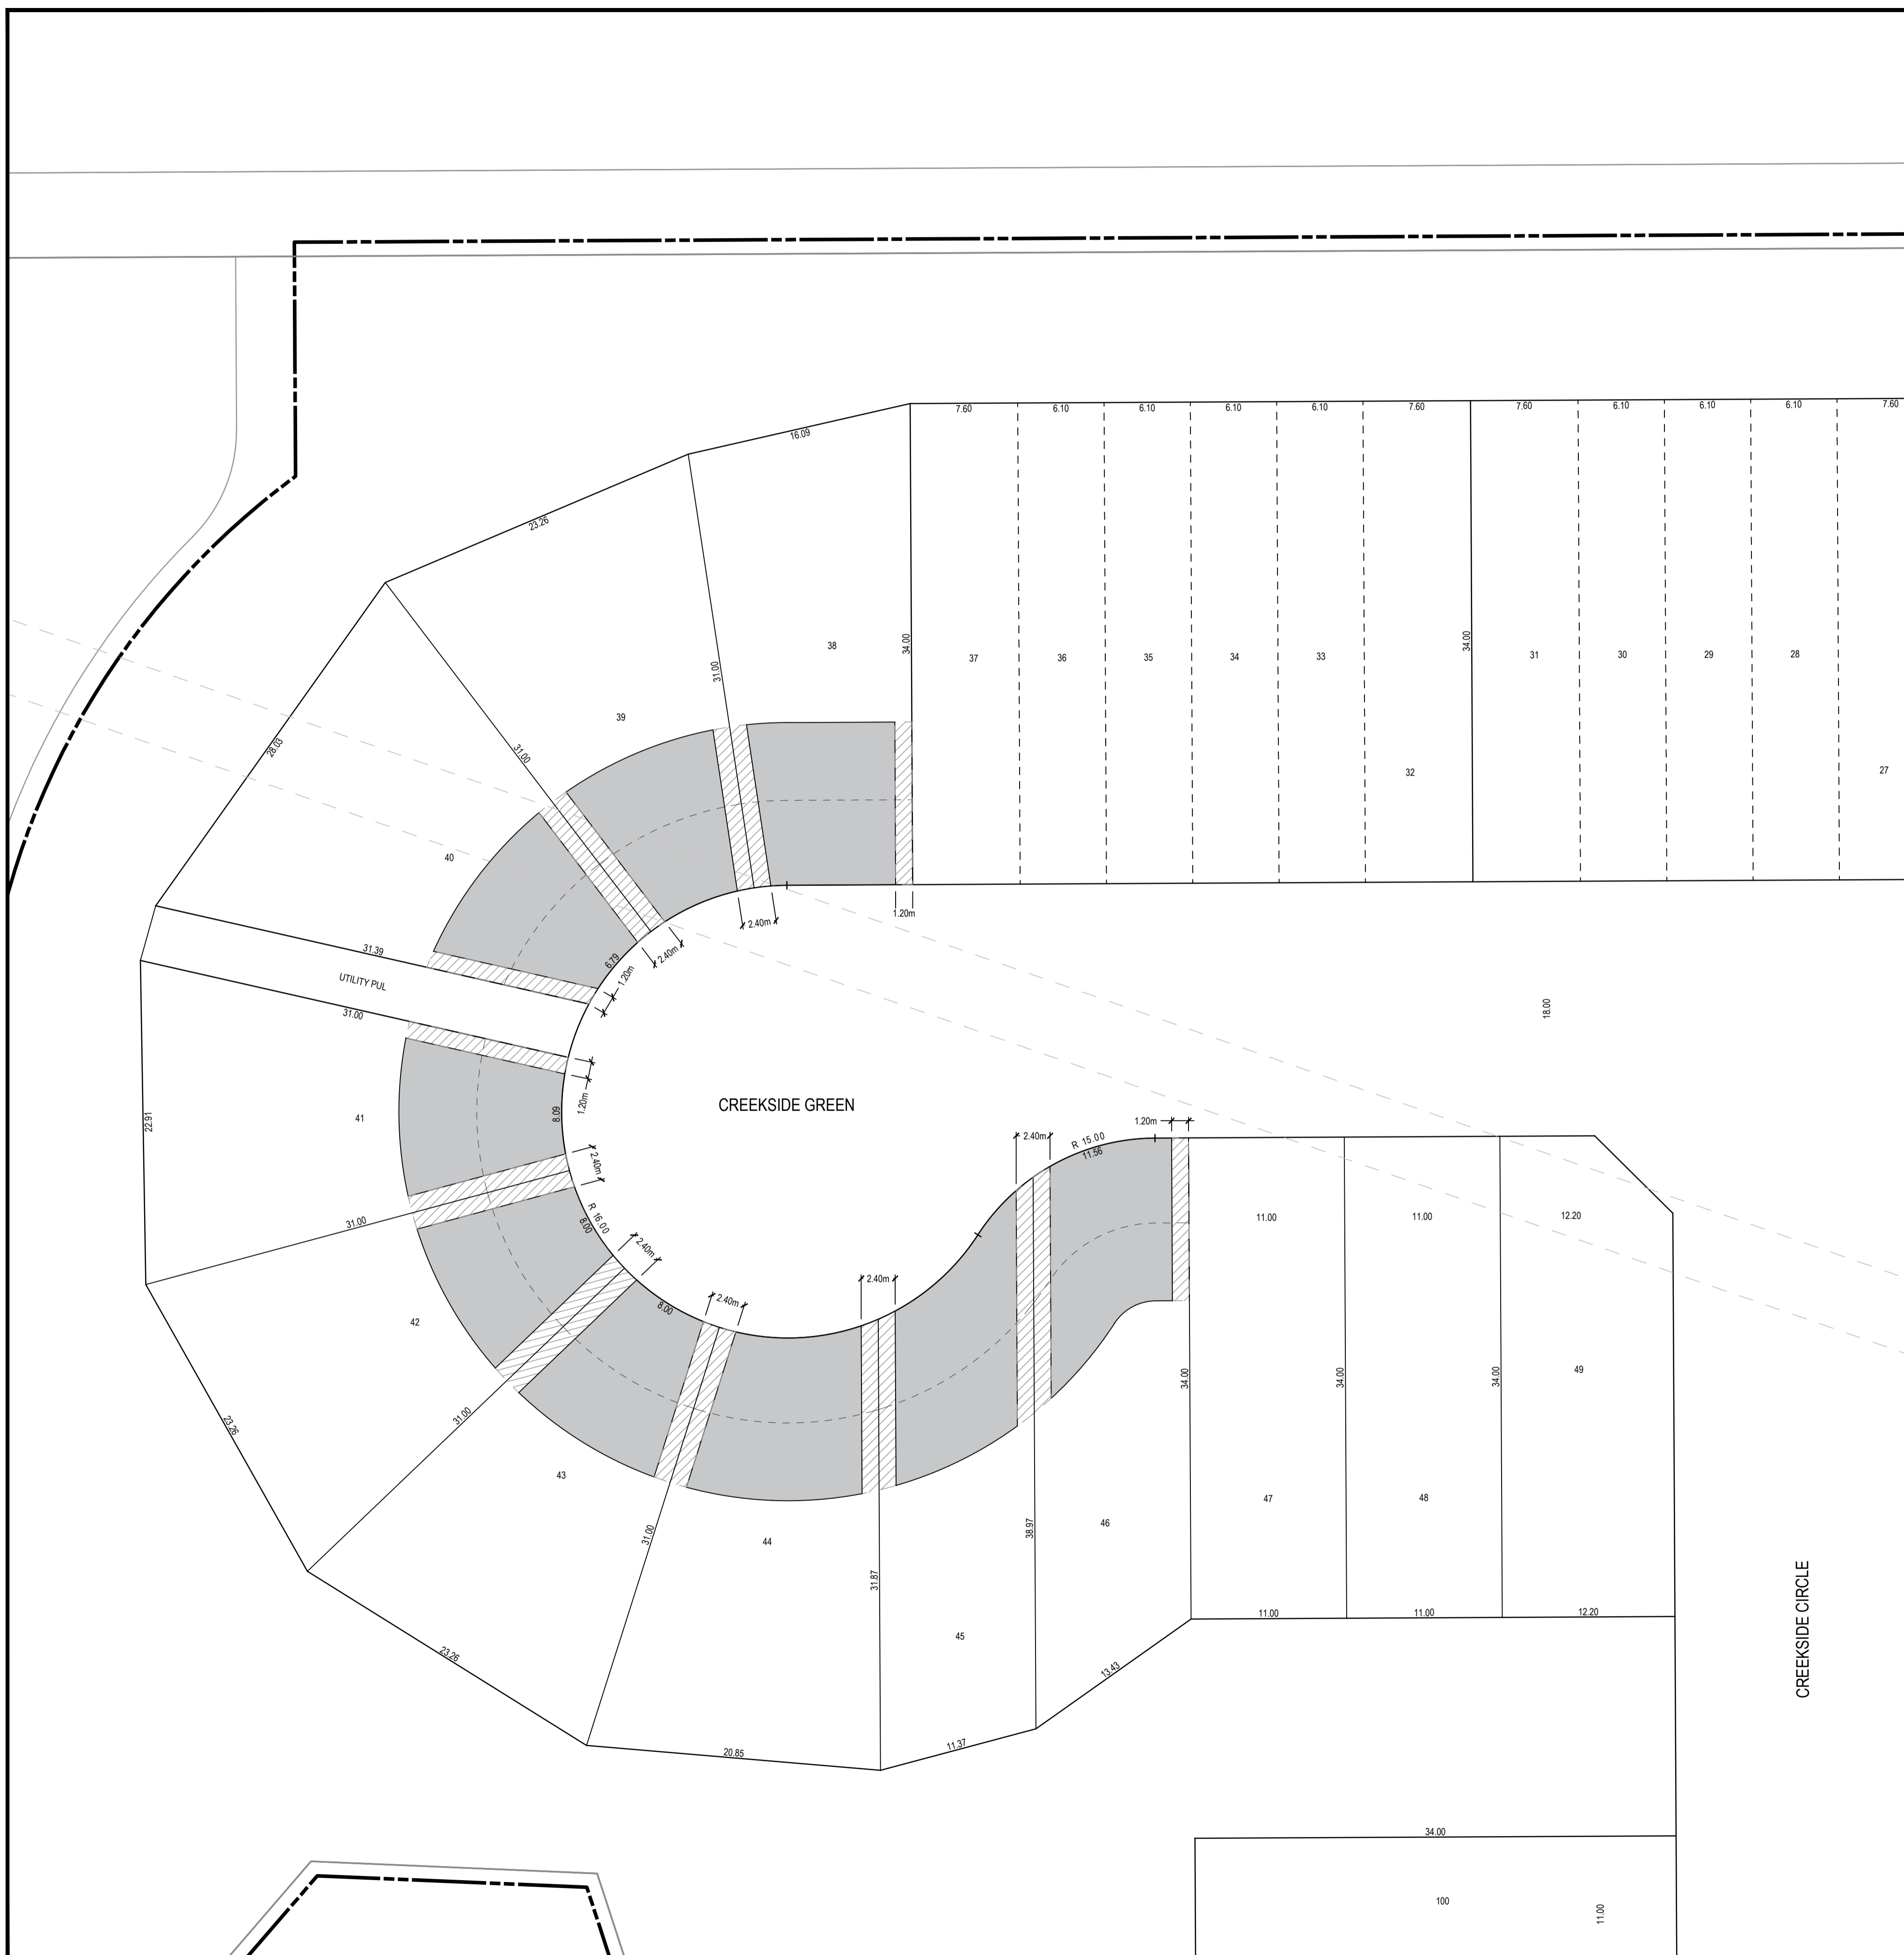 7.60 6.10 6.10 6.10 6.10 7.60 7.60 6.10 6.10 6.10 7.60
16.09
23.26
34.00
34.00
38
37 36 35 34 33 31 30 29 28
31.00
39
28.03
31.00
32 27
40
1.20m
2.40m
31.39
2.40m
6.79
1.20m
UTILITY PUL
31.00
18.00
CREEKSIDE GREEN
41
22.91
8.09
1.20m
2.40m
31.00
R 16.00
8.00
2.40m
1.20m
2.40m
R 15.00
11.56
11.00 11.00 12.20
42
2.40m
2.40m
8.00
49
34.00
34.00
34.00
23.26
31.00
43
31.00
44
38.97
46
47
48
31.87
45
11.00 11.00 12.20
CREEKSIDE CIRCLE
23.26
13.43
11.37
20.85
34.00
100
11.00